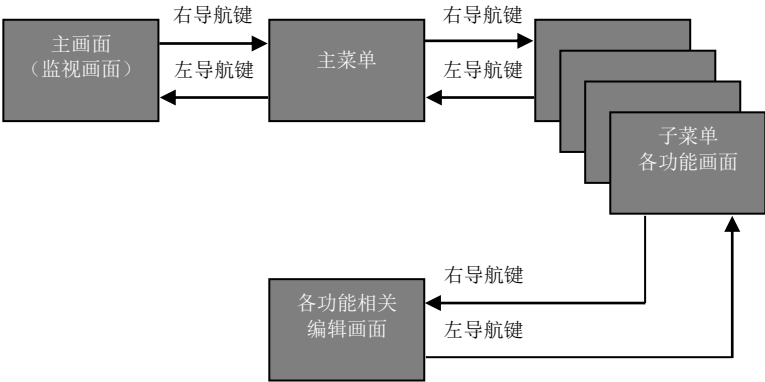 右导航键
右导航键
主画面
（监视画面）
主菜单
左导航键
左导航键
子菜单
各功能画面
右导航键
各功能相关
编辑画面
左导航键